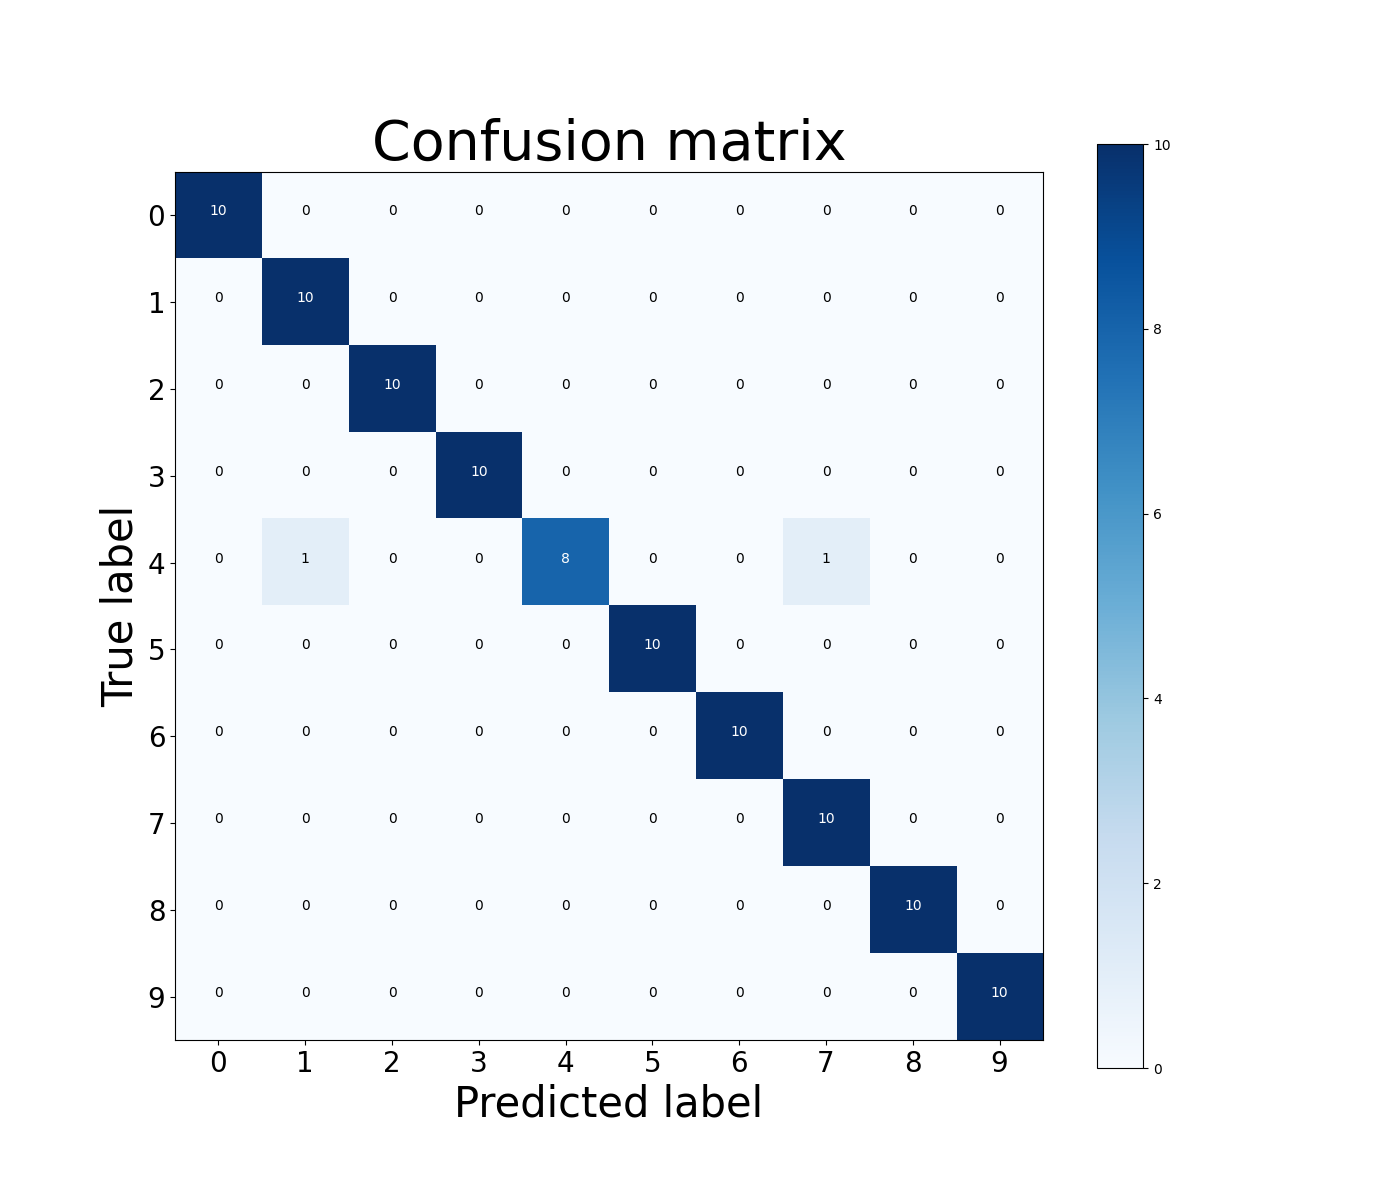 Confusion matrix
0 10 0 0 0 0 0 0 0 0 0
1 0 10 0 0 0 0 0 0 0 0
2 0 0 10 0 0 0 0 0 0 0
3 0 0 0 10 0 0 0 0 0 0
4 0 1 0 0 8 0 0 1 0 0
5 0 0 0 0 0 10 0 0 0 0
6 0 0 0 0 0 0 10 0 0 0
7 0 0 0 0 0 0 0 10 0 0
8 0 0 0 0 0 0 0 0 10 0
9 0 0 0 0 0 0 0 0 0 10
0 1 2 3 4 5 6 7 8 9
Predicted label
True label
10
8
6
4
2
0